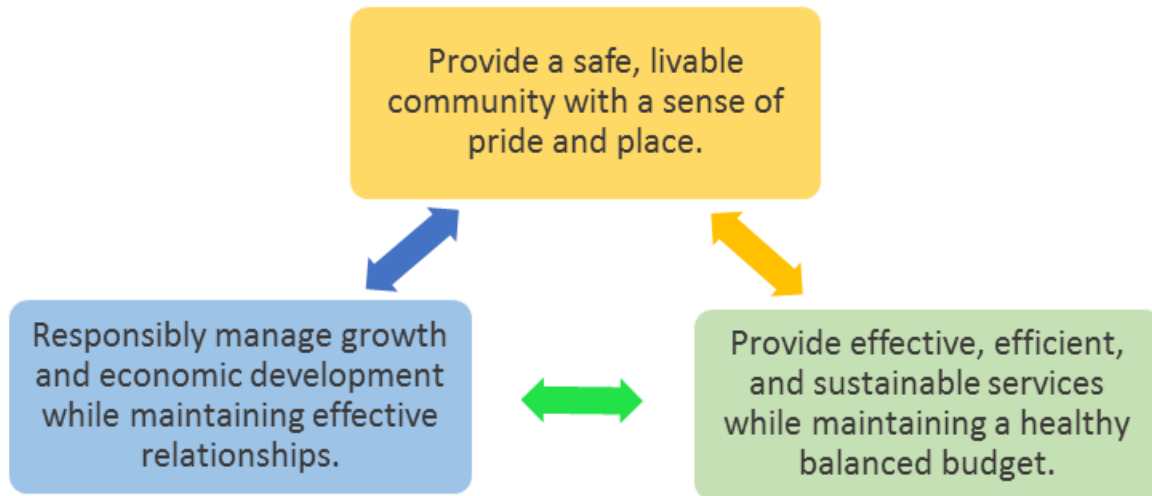 Provide a safe, livable
community with a sense of
pride and place.
Responsibly manage growth
and economic development
while maintaining effective
relationships.
Provide effective, efficient,
and sustainable services
while maintaining a healthy
balanced budget.